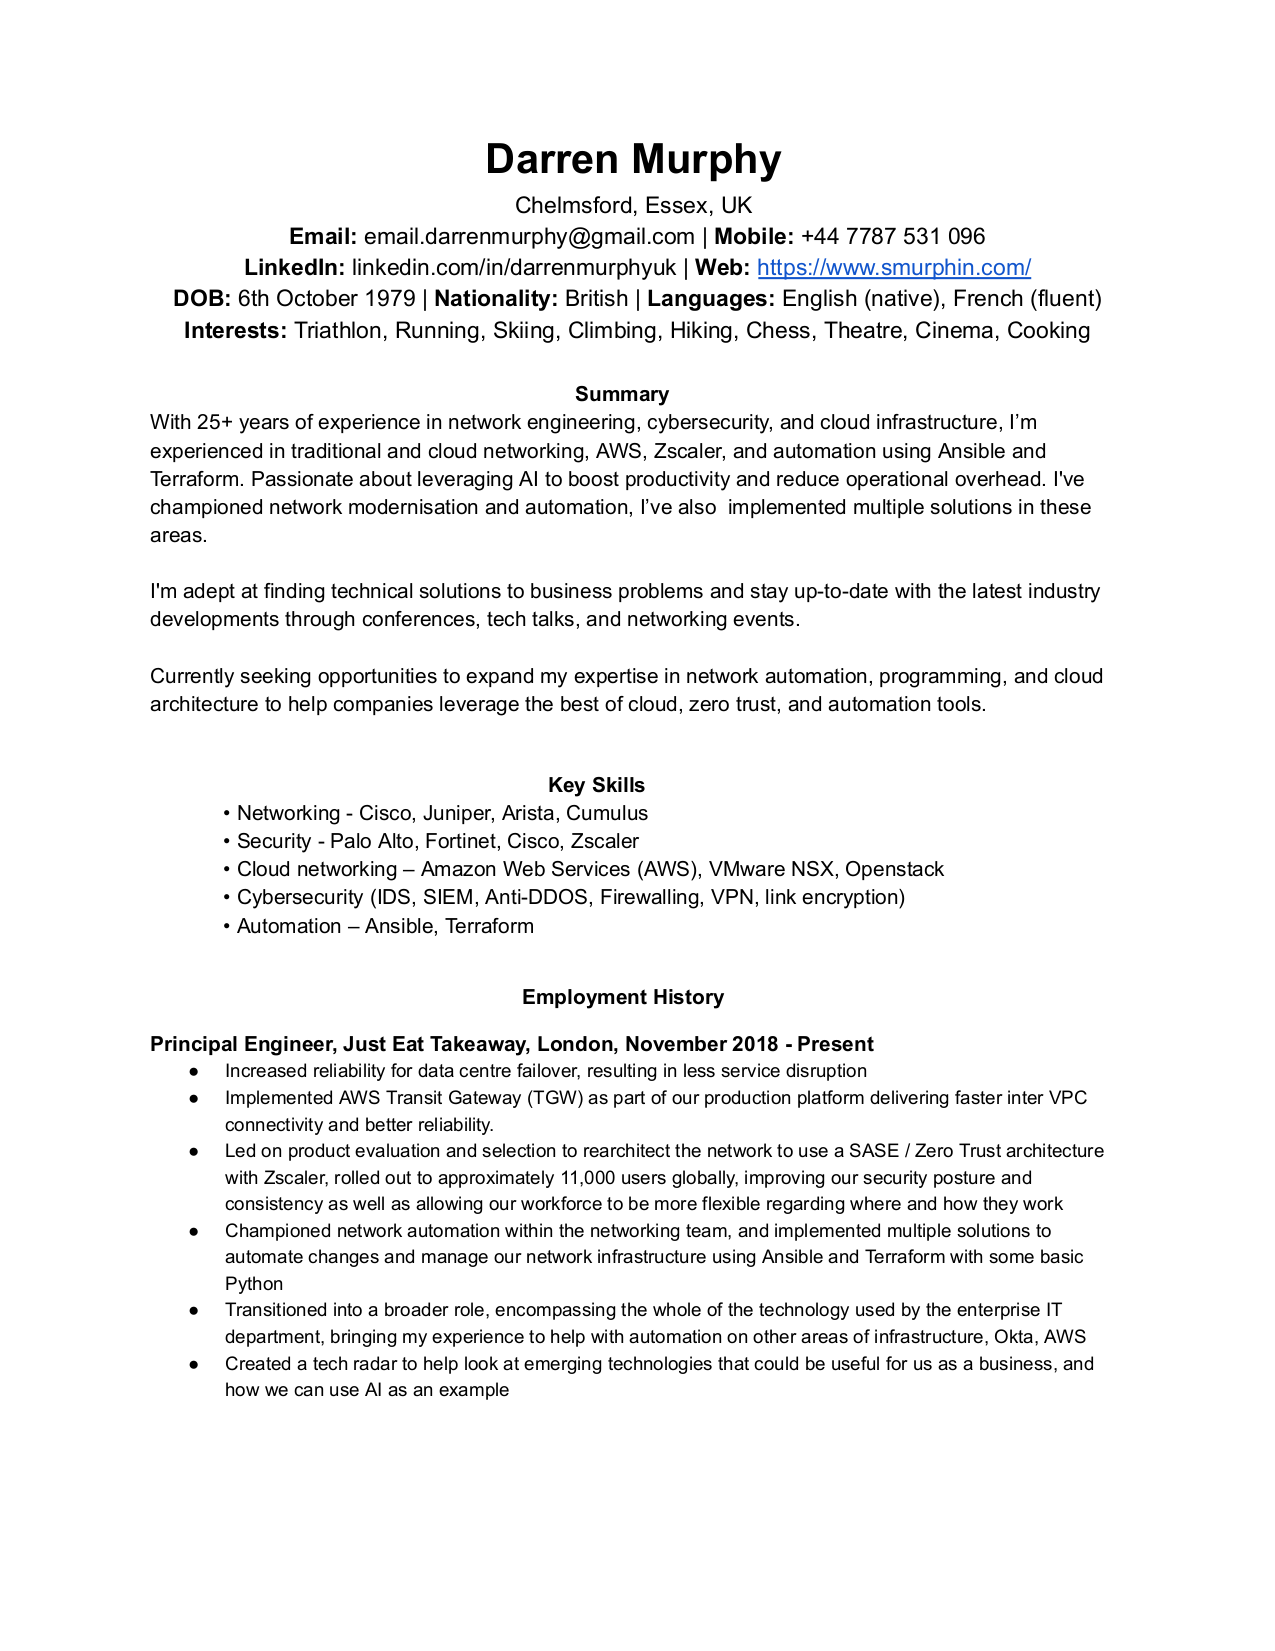 Darren Murphy
Chelmsford, Essex, UK
Email: email.darrenmurphy@gmail.com | Mobile: +44 7787 531 096
LinkedIn: linkedin.com/in/darrenmurphyuk | Web: https://www.smurphin.com/
DOB: 6th October 1979 | Nationality: British | Languages: English (native), French (fluent)
Interests: Triathlon, Running, Skiing, Climbing, Hiking, Chess, Theatre, Cinema, Cooking
Summary
With 25+ years of experience in network engineering, cybersecurity, and cloud infrastructure, I’m
experienced in traditional and cloud networking, AWS, Zscaler, and automation using Ansible and
Terraform. Passionate about leveraging AI to boost productivity and reduce operational overhead. I've
championed network modernisation and automation, I’ve also  implemented multiple solutions in these
areas.
I'm adept at finding technical solutions to business problems and stay up-to-date with the latest industry
developments through conferences, tech talks, and networking events.
Currently seeking opportunities to expand my expertise in network automation, programming, and cloud
architecture to help companies leverage the best of cloud, zero trust, and automation tools.
Key Skills
• Networking - Cisco, Juniper, Arista, Cumulus
• Security - Palo Alto, Fortinet, Cisco, Zscaler
• Cloud networking – Amazon Web Services (AWS), VMware NSX, Openstack
• Cybersecurity (IDS, SIEM, Anti-DDOS, Firewalling, VPN, link encryption)
• Automation – Ansible, Terraform
Employment History
Principal Engineer, Just Eat Takeaway, London, November 2018 - Present
● Increased reliability for data centre failover, resulting in less service disruption
● Implemented AWS Transit Gateway (TGW) as part of our production platform delivering faster inter VPC
connectivity and better reliability.
● Led on product evaluation and selection to rearchitect the network to use a SASE / Zero Trust architecture
with Zscaler, rolled out to approximately 11,000 users globally, improving our security posture and
consistency as well as allowing our workforce to be more flexible regarding where and how they work
● Championed network automation within the networking team, and implemented multiple solutions to
automate changes and manage our network infrastructure using Ansible and Terraform with some basic
Python
● Transitioned into a broader role, encompassing the whole of the technology used by the enterprise IT
department, bringing my experience to help with automation on other areas of infrastructure, Okta, AWS
● Created a tech radar to help look at emerging technologies that could be useful for us as a business, and
how we can use AI as an example